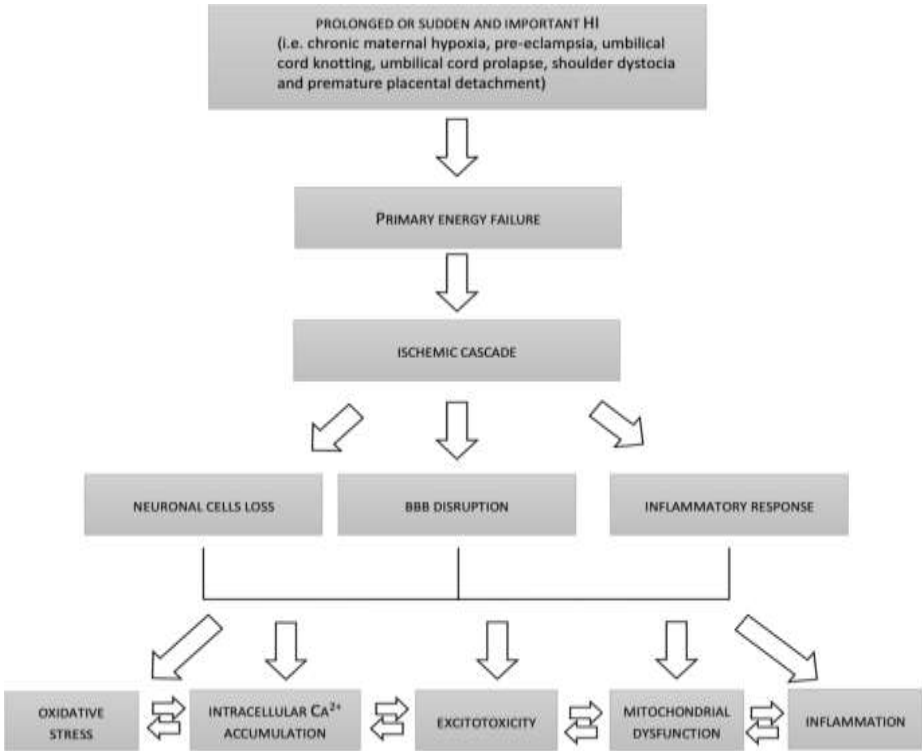 PROLONGED OR SUDDEN AND IMPORTANT HI
(i.e. chronic maternal hypoxia, pre-eclampsia, umbilical
cord knotting, umbilical cord prolapse, shoulder dystocia
and premature placental detachment)
PRIMARY ENERGY FAILURE
ISCHEMIC CASCADE
NEURONAL CELLS LOSS
BBB DISRUPTION
INFLAMMATORY RESPONSE
OXIDATIVE
STRESS
INTRACELLULAR CA²⁺
ACCUMULATION
EXCITOTOXICITY
MITOCHONDRIAL
DYSFUNCTION
INFLAMMATION